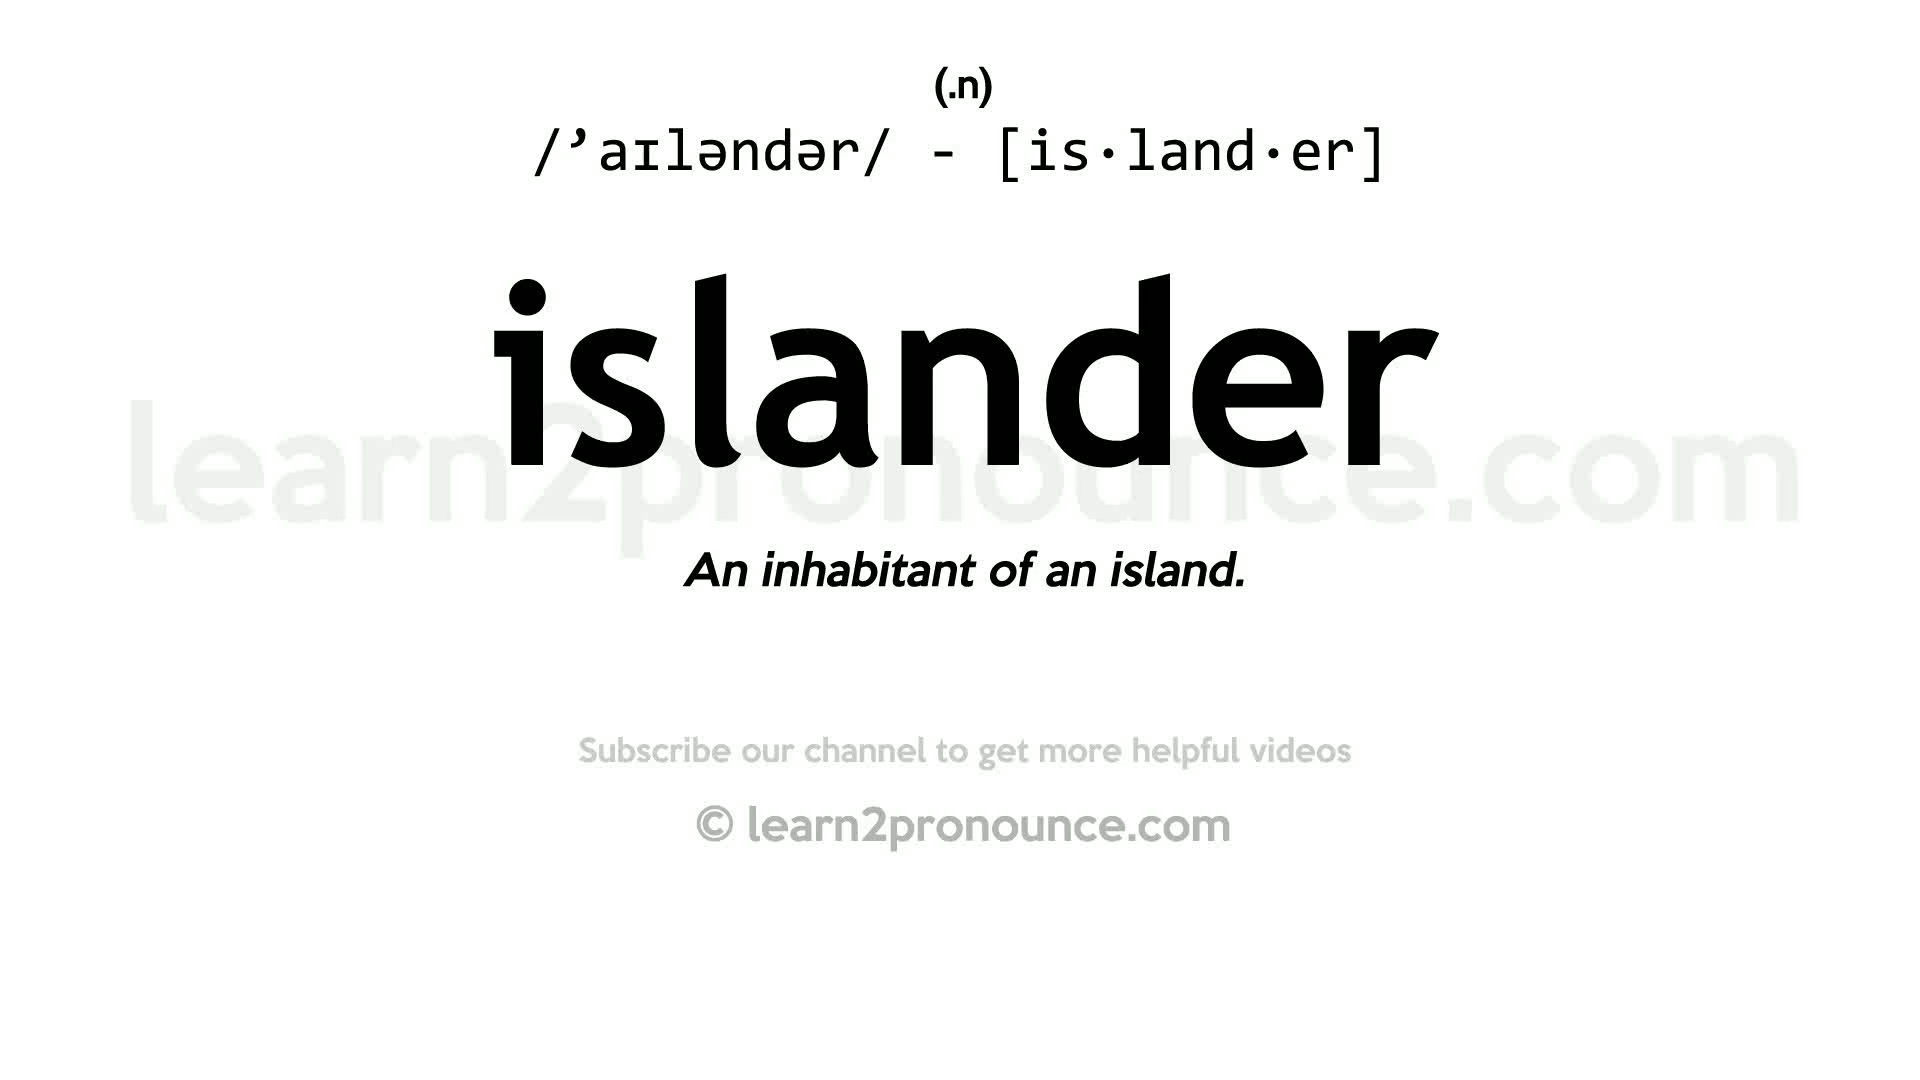 (.n)
/’aɪləndər/ - [is·land·er]
islander
learn2pronounce.com
An inhabitant of an island.
Subscribe our channel to get more helpful videos
© learn2pronounce.com